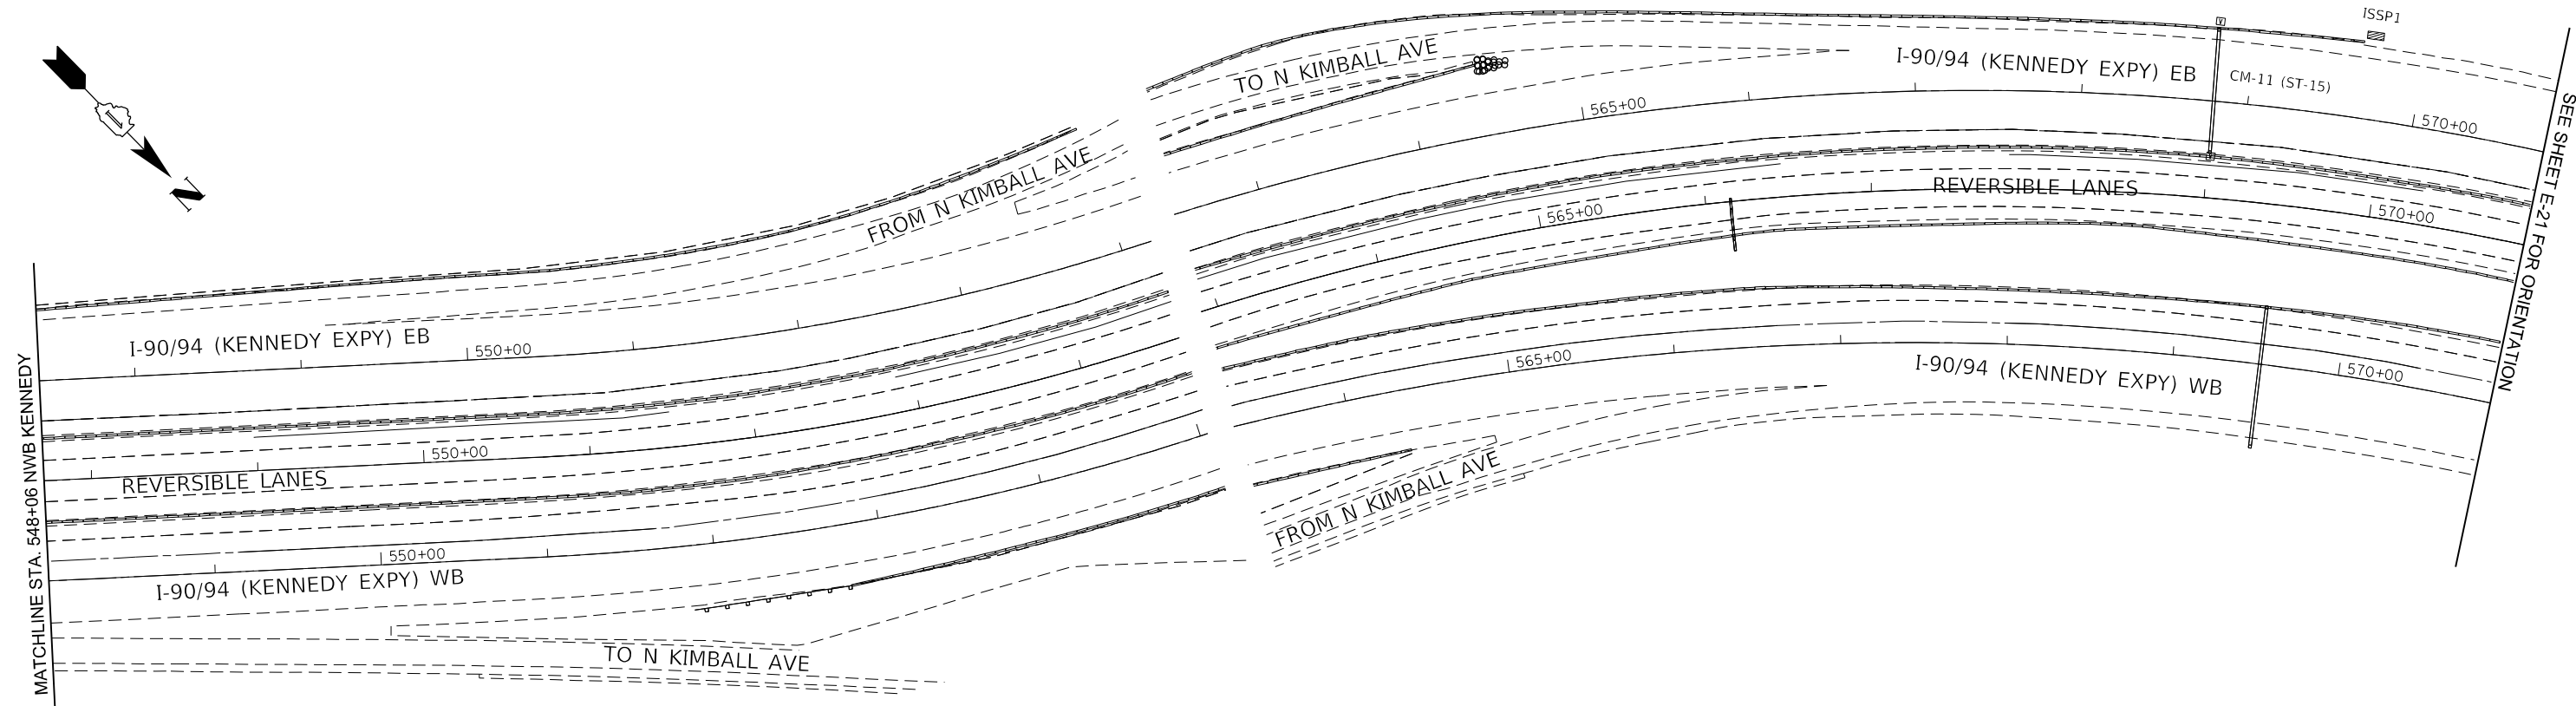 ISSP1
TO N KIMBALL AVE
I-90/94 (KENNEDY EXPY) EB
CM-11 (ST-15)
565+00
570+00
SEE SHEET E-21 FOR ORIENTATION
FROM N KIMBALL AVE
REVERSIBLE LANES
565+00
570+00
N
I-90/94 (KENNEDY EXPY) EB
550+00
565+00
I-90/94 (KENNEDY EXPY) WB
570+00
MATCHLINE STA. 548+06 NWB KENNEDY
550+00
REVERSIBLE LANES
FROM N KIMBALL AVE
550+00
I-90/94 (KENNEDY EXPY) WB
TO N KIMBALL AVE